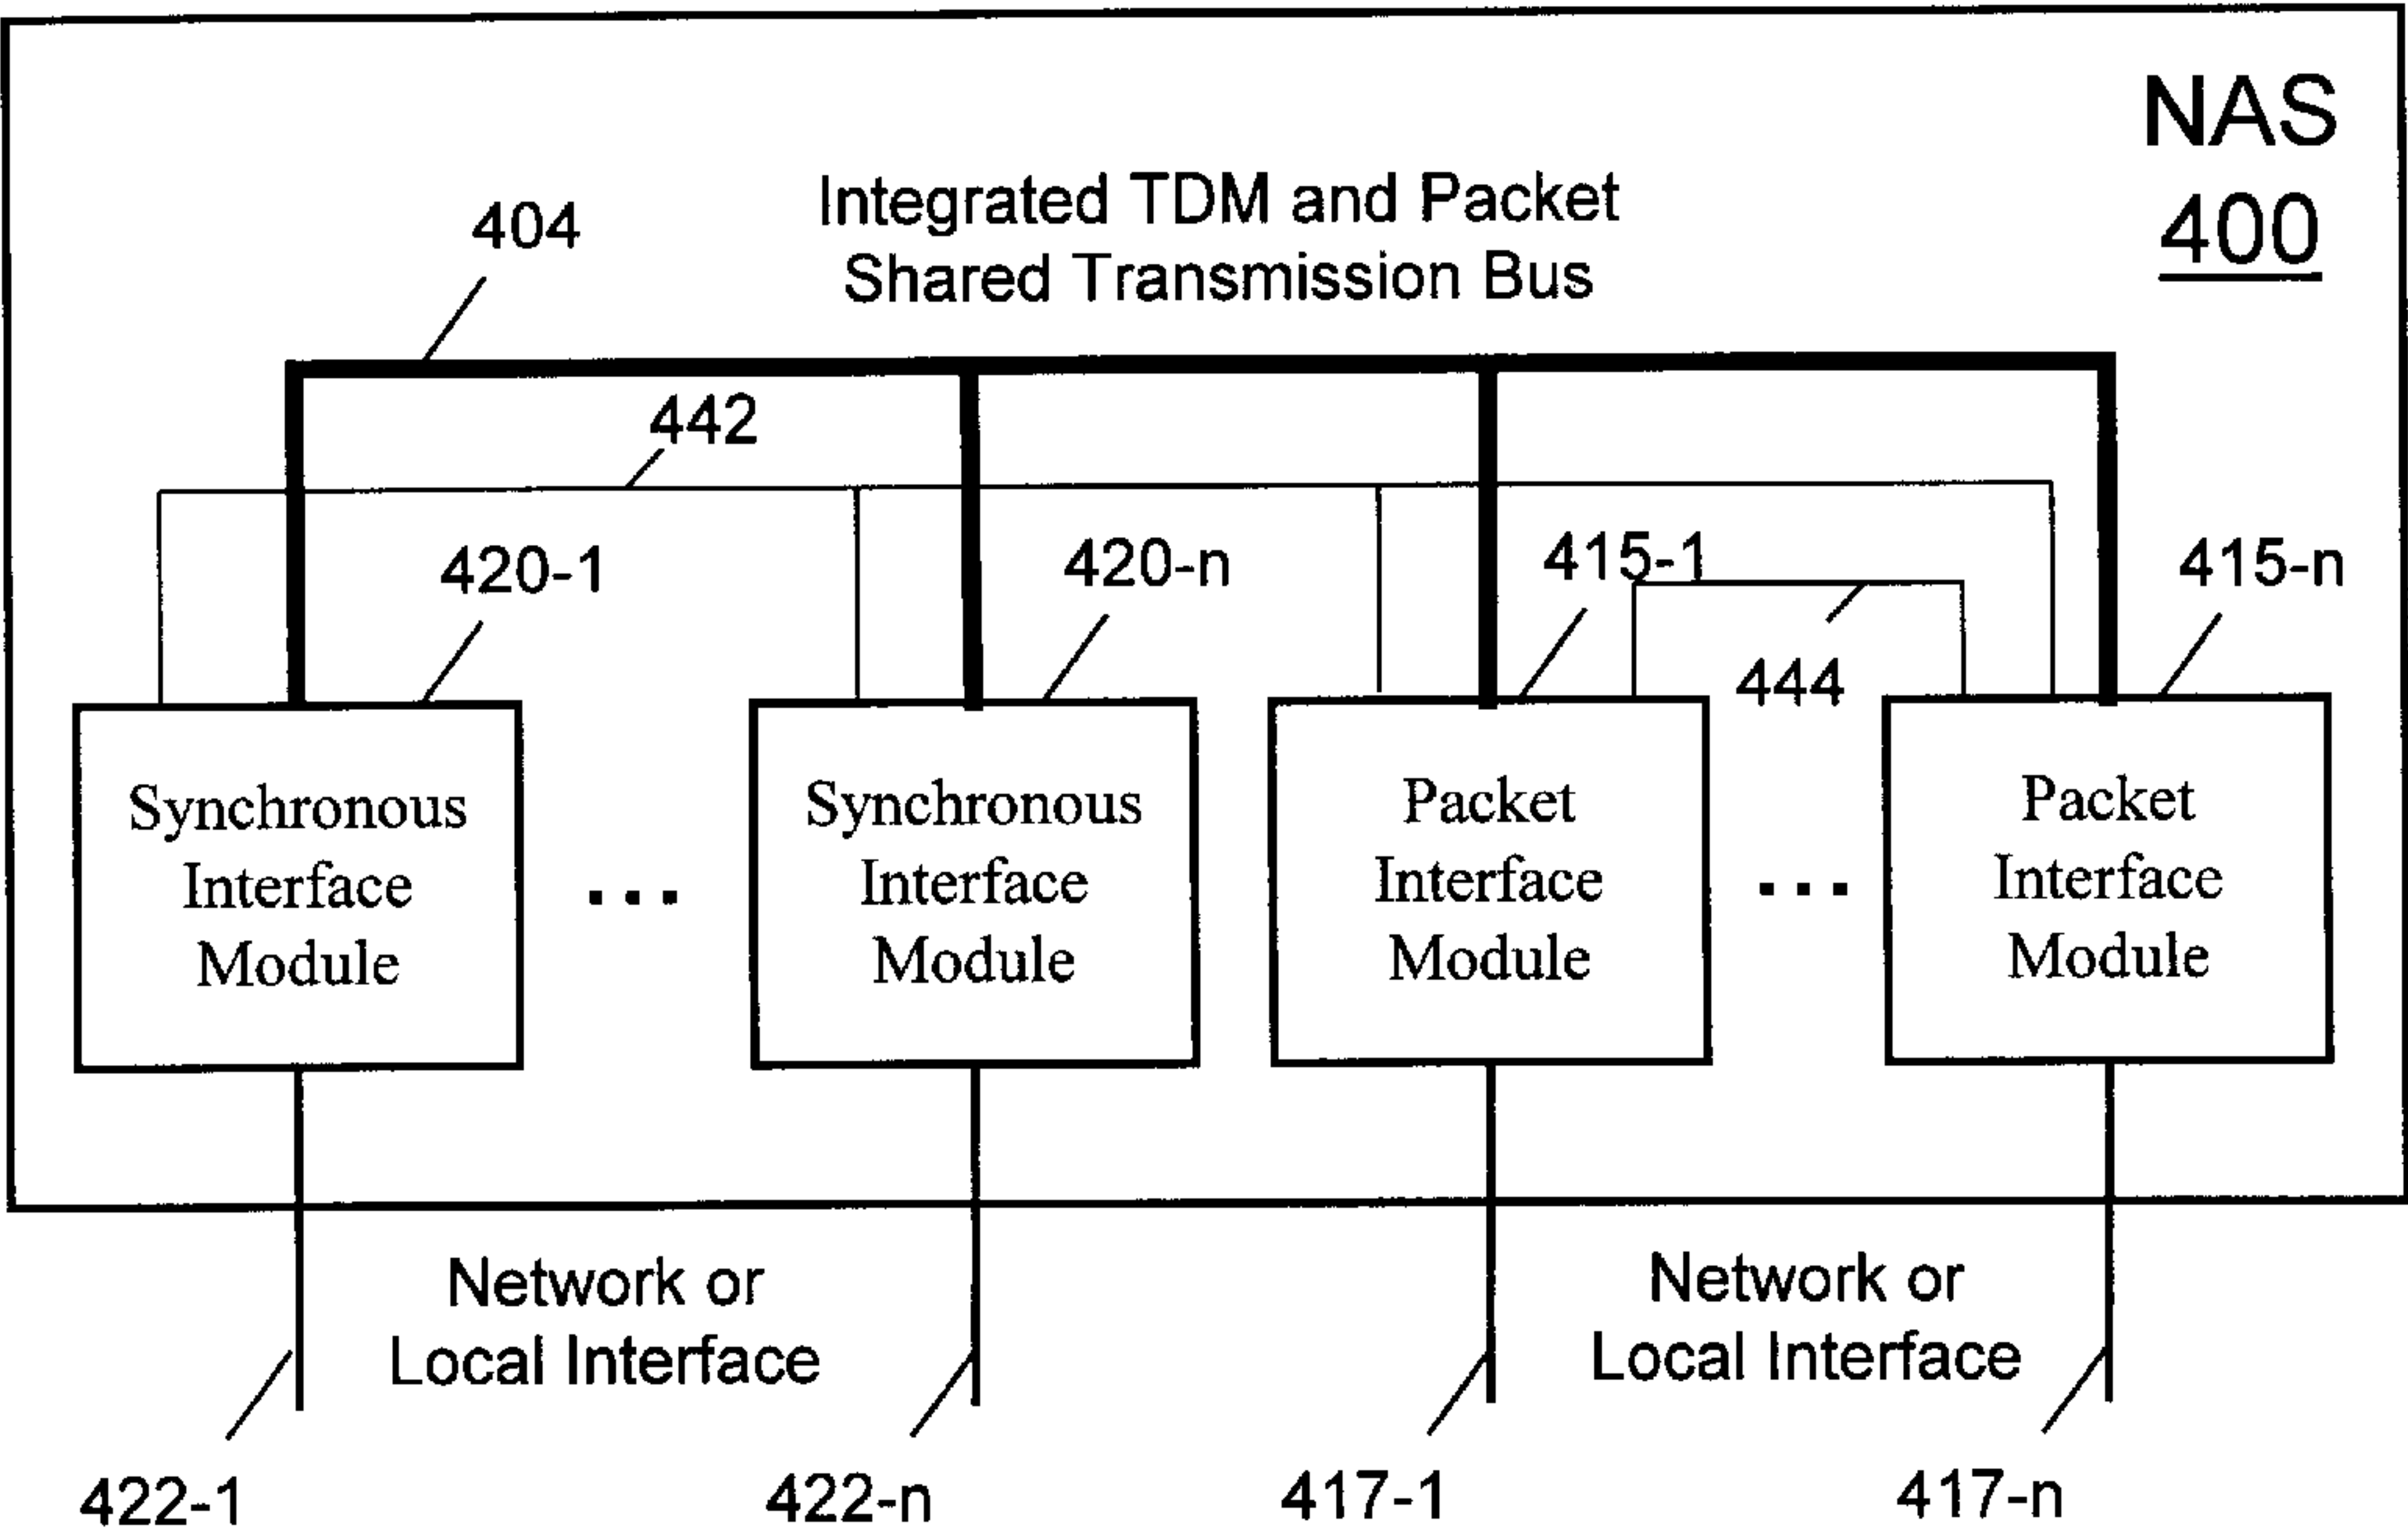 NAS
400
Integrated TDM and Packet
Shared Transmission Bus
404
442
420-1
420-n
415-1
415-n
444
Synchronous
Interface
Module
...
Synchronous
Interface
Module
Packet
Interface
Module
...
Packet
Interface
Module
Network or
Local Interface
Network or
Local Interface
422-1
422-n
417-1
417-n